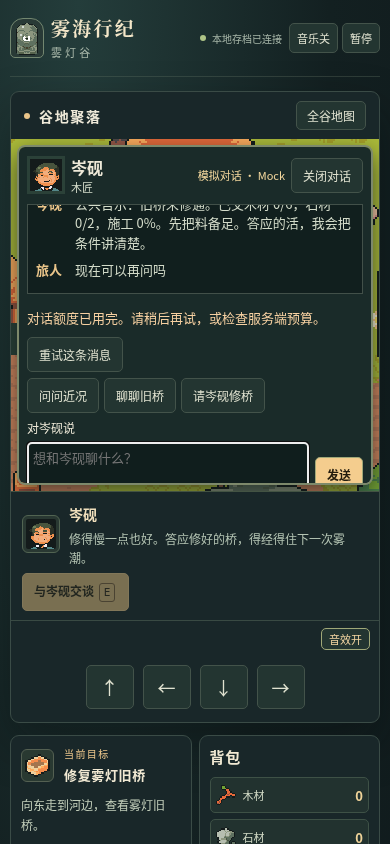 雾海行纪
雾灯谷
本地存档已连接
音乐关
暂停
谷地聚落
全谷地图
岑砚
木匠
模拟对话 · Mock
关闭对话
0/2，施工 0%。先把料备足。答应的活，我会把
条件讲清楚。
旅人
现在可以再问吗
对话额度已用完。请稍后再试，或检查服务端预算。
重试这条消息
问问近况
聊聊旧桥
请岑砚修桥
对岑砚说
想和岑砚聊什么？
发送
岑砚
修得慢一点也好。答应修好的桥，得经得住下一次雾
潮。
与岑砚交谈 E
音效开
↑
←
↓
→
当前目标
修复雾灯旧桥
向东走到河边，查看雾灯旧
桥。
背包
木材
0
石材
0